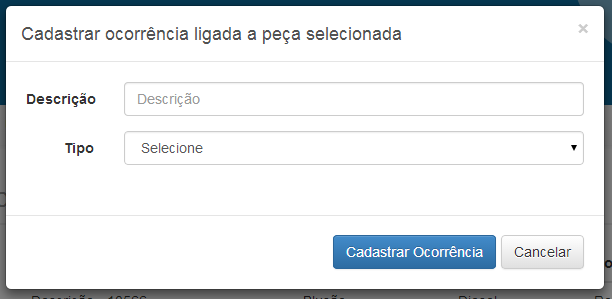 Cadastrar ocorrência ligada a peça selecionada ×
Descrição Descrição
Tipo Selecione
Cadastrar Ocorrência Cancelar